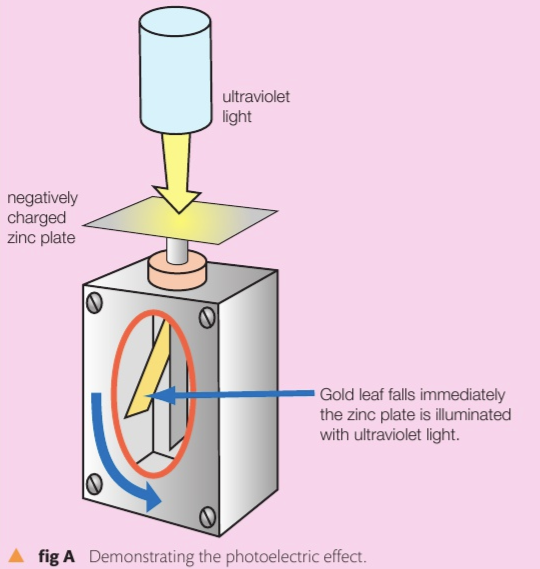 ultraviolet
light
negatively
charged
zinc plate
Gold leaf falls immediately
the zinc plate is illuminated
with ultraviolet light.
fig A Demonstrating the photoelectric effect.